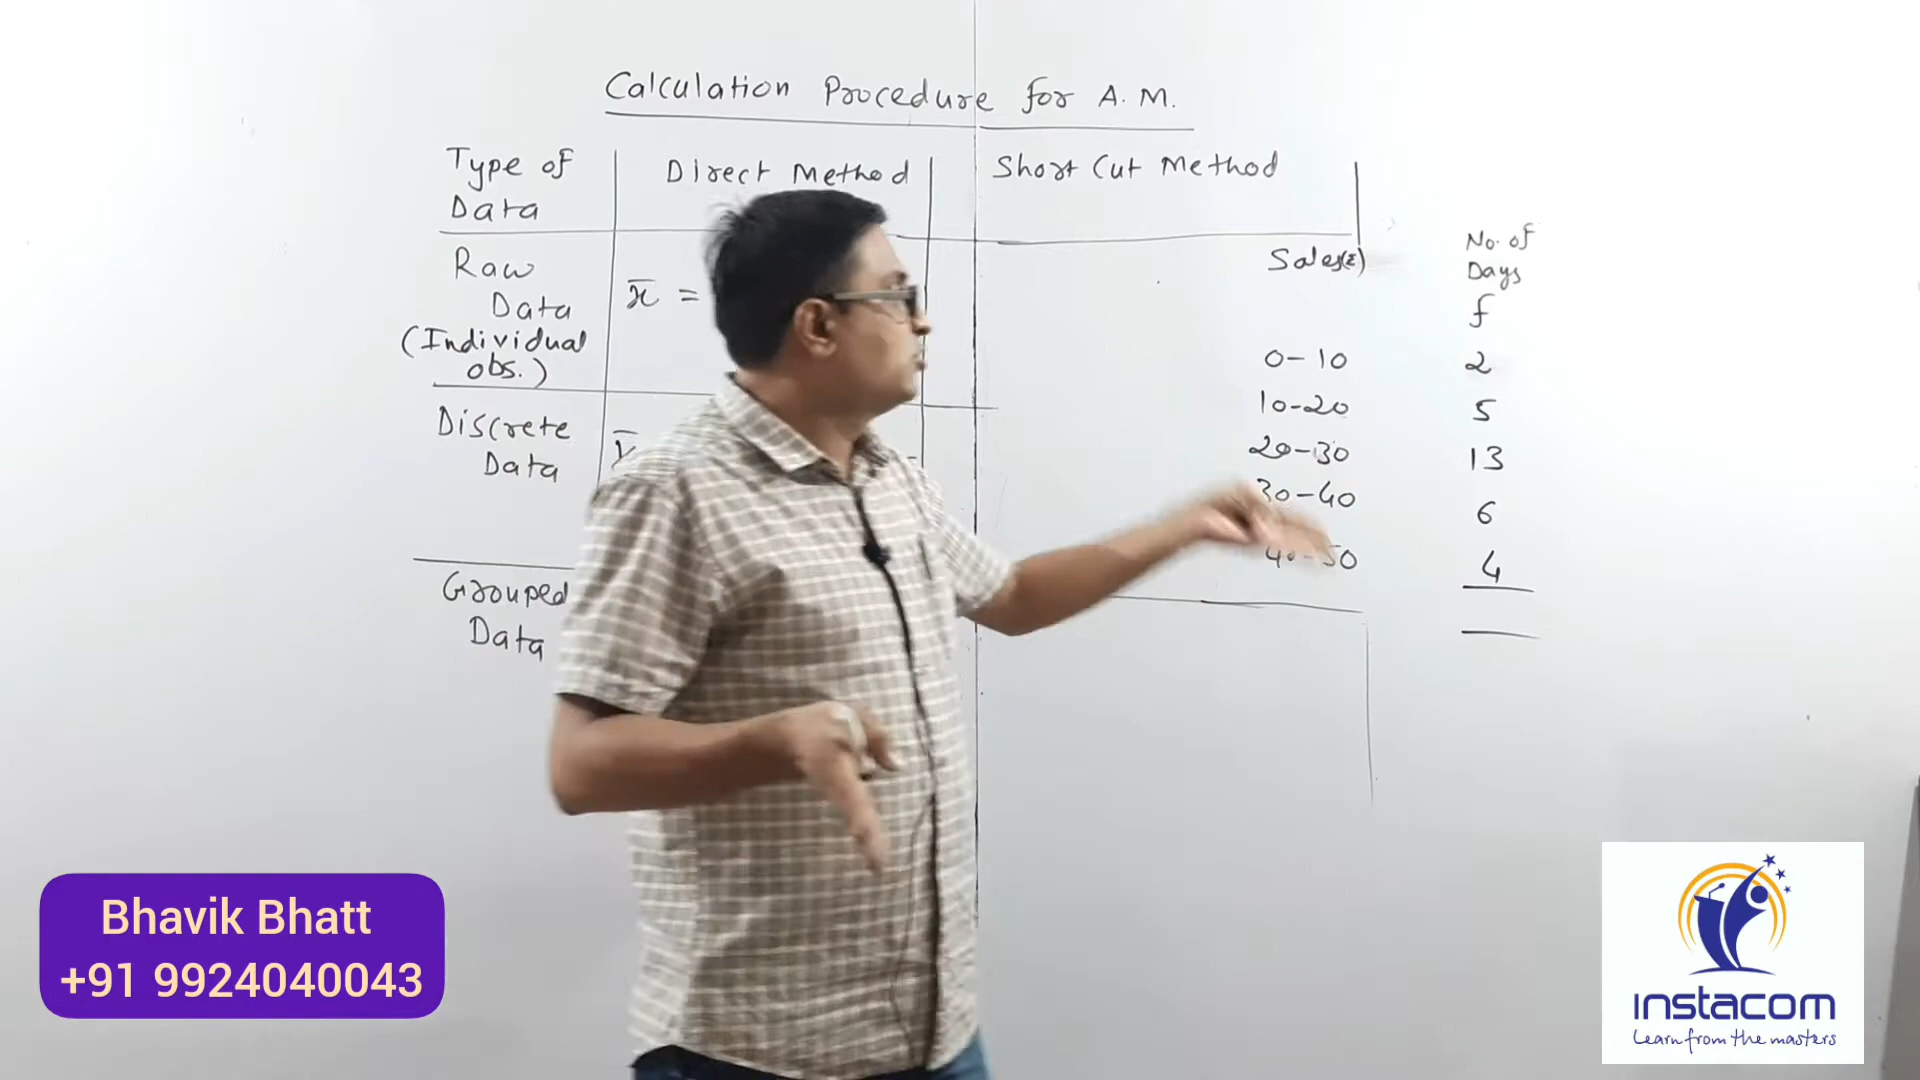 Calculation Procedure for A.M.
Type of Data
Direct Method
Short Cut Method
Raw Data (Individual obs.)
x̄ =
Discrete Data
Grouped Data
Sales(₹)
No. of Days
f
0-10 2
10-20 5
20-30 13
30-40 6
40-50 4
Bhavik Bhatt
+91 9924040043
instacom
Learn from the masters